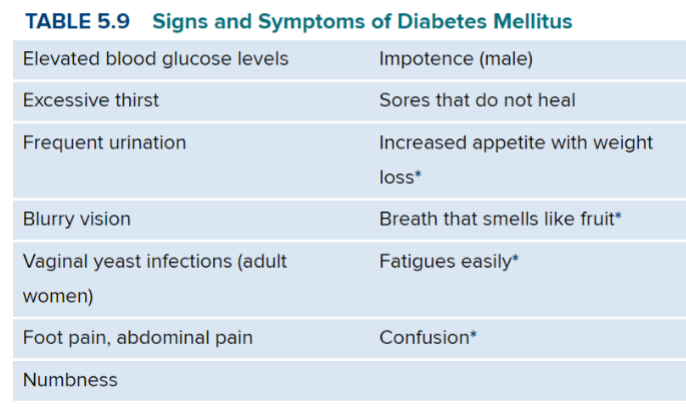 TABLE 5.9 Signs and Symptoms of Diabetes Mellitus
Elevated blood glucose levels
Impotence (male)
Excessive thirst
Sores that do not heal
Frequent urination
Increased appetite with weight
loss*
Blurry vision
Breath that smells like fruit*
Vaginal yeast infections (adult
women)
Fatigues easily*
Foot pain, abdominal pain
Confusion*
Numbness